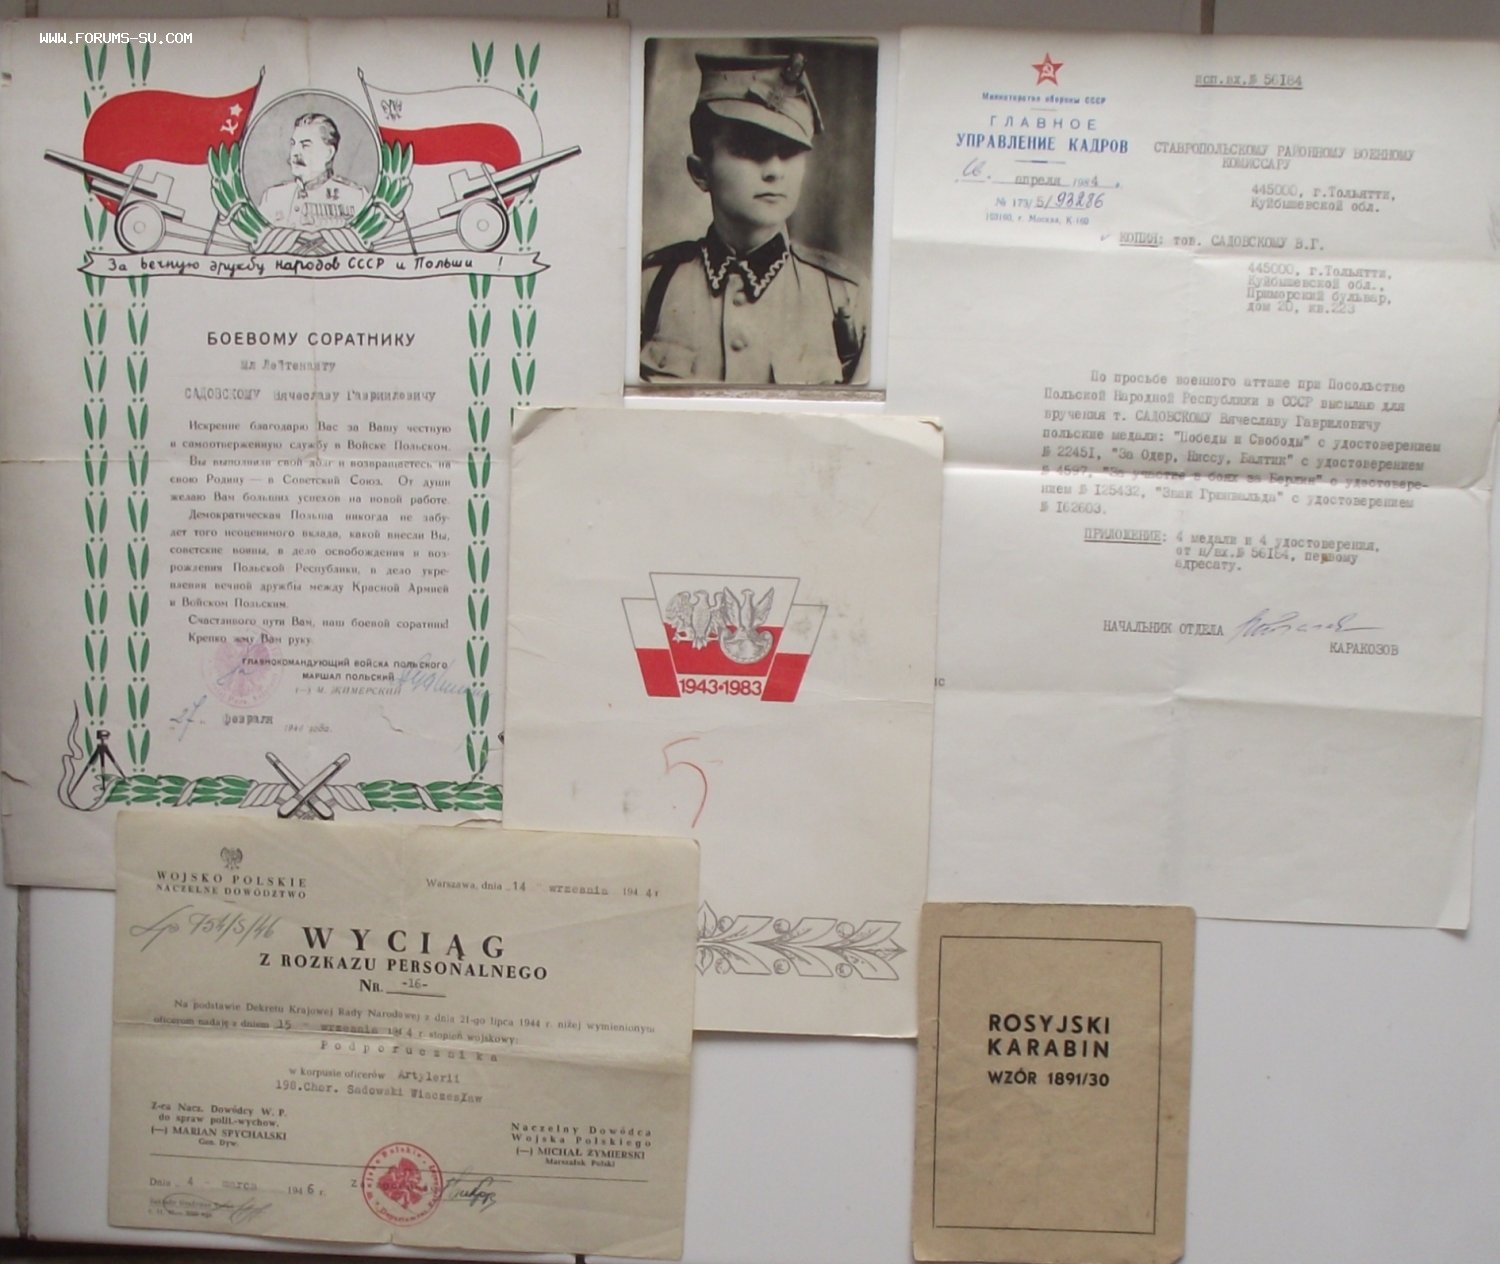 WWW.FORUMS-SU.COM
За вечную дружбу народов СССР и Польши !
БОЕВОМУ СОРАТНИКУ
мл Лейтенанту
САДОВСКОМУ Вячеславу Гавриловичу
Искренне благодарю Вас за Вашу честную
и самоотверженную службу в Войске Польском.
Вы выполнили свой долг и возвращаетесь на
свою Родину — в Советский Союз. От души
желаю Вам больших успехов на новой работе.
Демократическая Польша никогда не забу-
дет того неоценимого вклада, какой внесли Вы,
советские воины, в дело освобождения и воз-
рождения Польской Республики, в дело укре-
пления вечной дружбы между Красной Армией
и Войском Польским.
Счастливого пути Вам, наш боевой соратник!
Крепко жму Вам руку.
ГЛАВНОКОМАНДУЮЩИЙ ВОЙСКА ПОЛЬСКОГО
МАРШАЛ ПОЛЬСКИЙ
(—) М. ЖИМЕРСКИЙ
27 февраля 1946 года.
исп.вх.№ 56184
Министерство обороны СССР
ГЛАВНОЕ
УПРАВЛЕНИЕ КАДРОВ
апреля 1984 г.
№ 173/5/93286
103160, г. Москва, К-160
СТАВРОПОЛЬСКОМУ РАЙОННОМУ ВОЕННОМУ
КОМИССАРУ
445000, г.Тольятти,
Куйбышевской обл.
КОПИЯ: тов. САДОВСКОМУ В.Г.
445000, г.Тольятти,
Куйбышевской обл.,
Приморский бульвар,
дом 20, кв.223
По просьбе военного атташе при Посольстве
Польской Народной Республики в СССР высылаю для
вручения т. САДОВСКОМУ Вячеславу Гавриловичу
польские медали: "Победы и Свободы" с удостоверением
№ 22451, "За Одер, Ниссу, Балтик" с удостоверением
№ 4597, "За участие в боях за Берлин" с удостовере-
нием № 125432, "Знак Грюнвальда" с удостоверением
№ 162603.
ПРИЛОЖЕНИЕ: 4 медали и 4 удостоверения,
от н/вх.№ 56184, первому
адресату.
НАЧАЛЬНИК ОТДЕЛА
КАРАКОЗОВ
1943•1983
5
WOJSKO POLSKIE
NACZELNE DOWÓDZTWO
Warszawa, dnia 14 września 1944 r
WYCIĄG
Z ROZKAZU PERSONALNEGO
NR. -16-
Na podstawie Dekretu Krajowej Rady Narodowej z dnia 21-go lipca 1944 r. niżej wymienionym
oficerom nadaję z dniem 15 września 1944 r stopień wojskowy:
Podporucznika
w korpusie oficerów Artylerii
198.Chor. Sadowski Wiaczesław
Z-ca Nacz. Dowódcy W. P.
do spraw polit.-wychow.
(—) MARIAN SPYCHALSKI
Gen. Dyw.
Naczelny Dowódca
Wojska Polskiego
(—) MICHAŁ ŻYMIERSKI
Marszałek Polski
Dnia 4 - marca 1946 r.
ROSYJSKI
KARABIN
WZÓR 1891/30